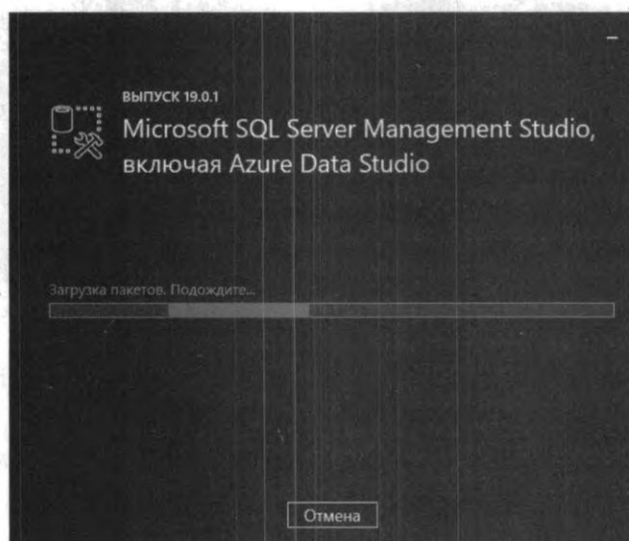 ВЫПУСК 19.0.1
Microsoft SQL Server Management Studio,
включая Azure Data Studio
Загрузка пакетов. Подождите...
Отмена